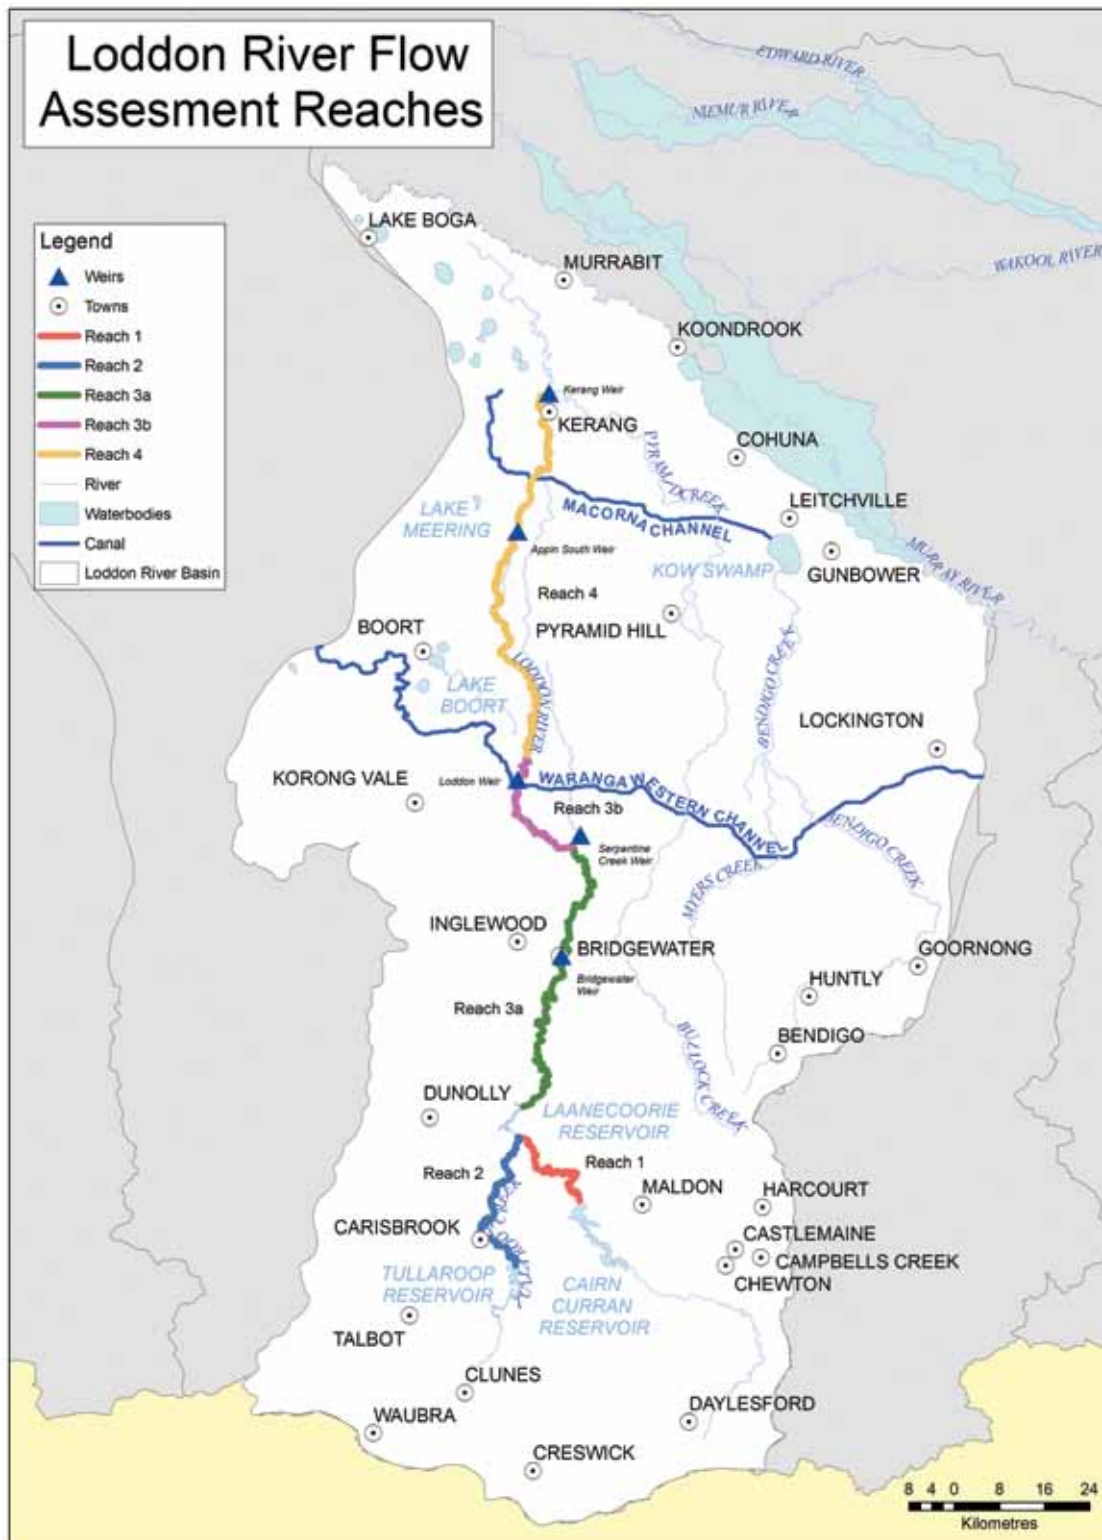 Loddon River Flow
Assesment Reaches
EDWARD RIVER
NIEMUR RIVER
WAKOOL RIVER
Legend
Weirs
Towns
Reach 1
Reach 2
Reach 3a
Reach 3b
Reach 4
River
Waterbodies
Canal
Loddon River Basin
LAKE BOGA
MURRABIT
KOONDROOK
Kerang Weir
KERANG
COHUNA
PYRAMID CREEK
LEITCHVILLE
LAKE
MEERING
MACORNA CHANNEL
Appin South Weir
KOW SWAMP
GUNBOWER
MURRAY RIVER
Reach 4
BOORT
PYRAMID HILL
LODDON RIVER
BENDIGO CREEK
LAKE
BOORT
LOCKINGTON
KORONG VALE
Loddon Weir
WARANGA WESTERN CHANNEL
Reach 3b
BENDIGO CREEK
Serpentine
Creek Weir
MYERS CREEK
INGLEWOOD
BRIDGEWATER
GOORNONG
Bridgewater
Weir
HUNTLY
Reach 3a
BENDIGO
BULLOCK CREEK
DUNOLLY
LAANECOORIE
RESERVOIR
Reach 2
Reach 1
MALDON
HARCOURT
CARISBROOK
CREEK
CASTLEMAINE
CAMPBELLS CREEK
CHEWTON
TULLAROOP
RESERVOIR
CAIRN
CURRAN
RESERVOIR
TALBOT
CLUNES
WAUBRA
DAYLESFORD
CRESWICK
8 4 0 8 16 24
Kilometres